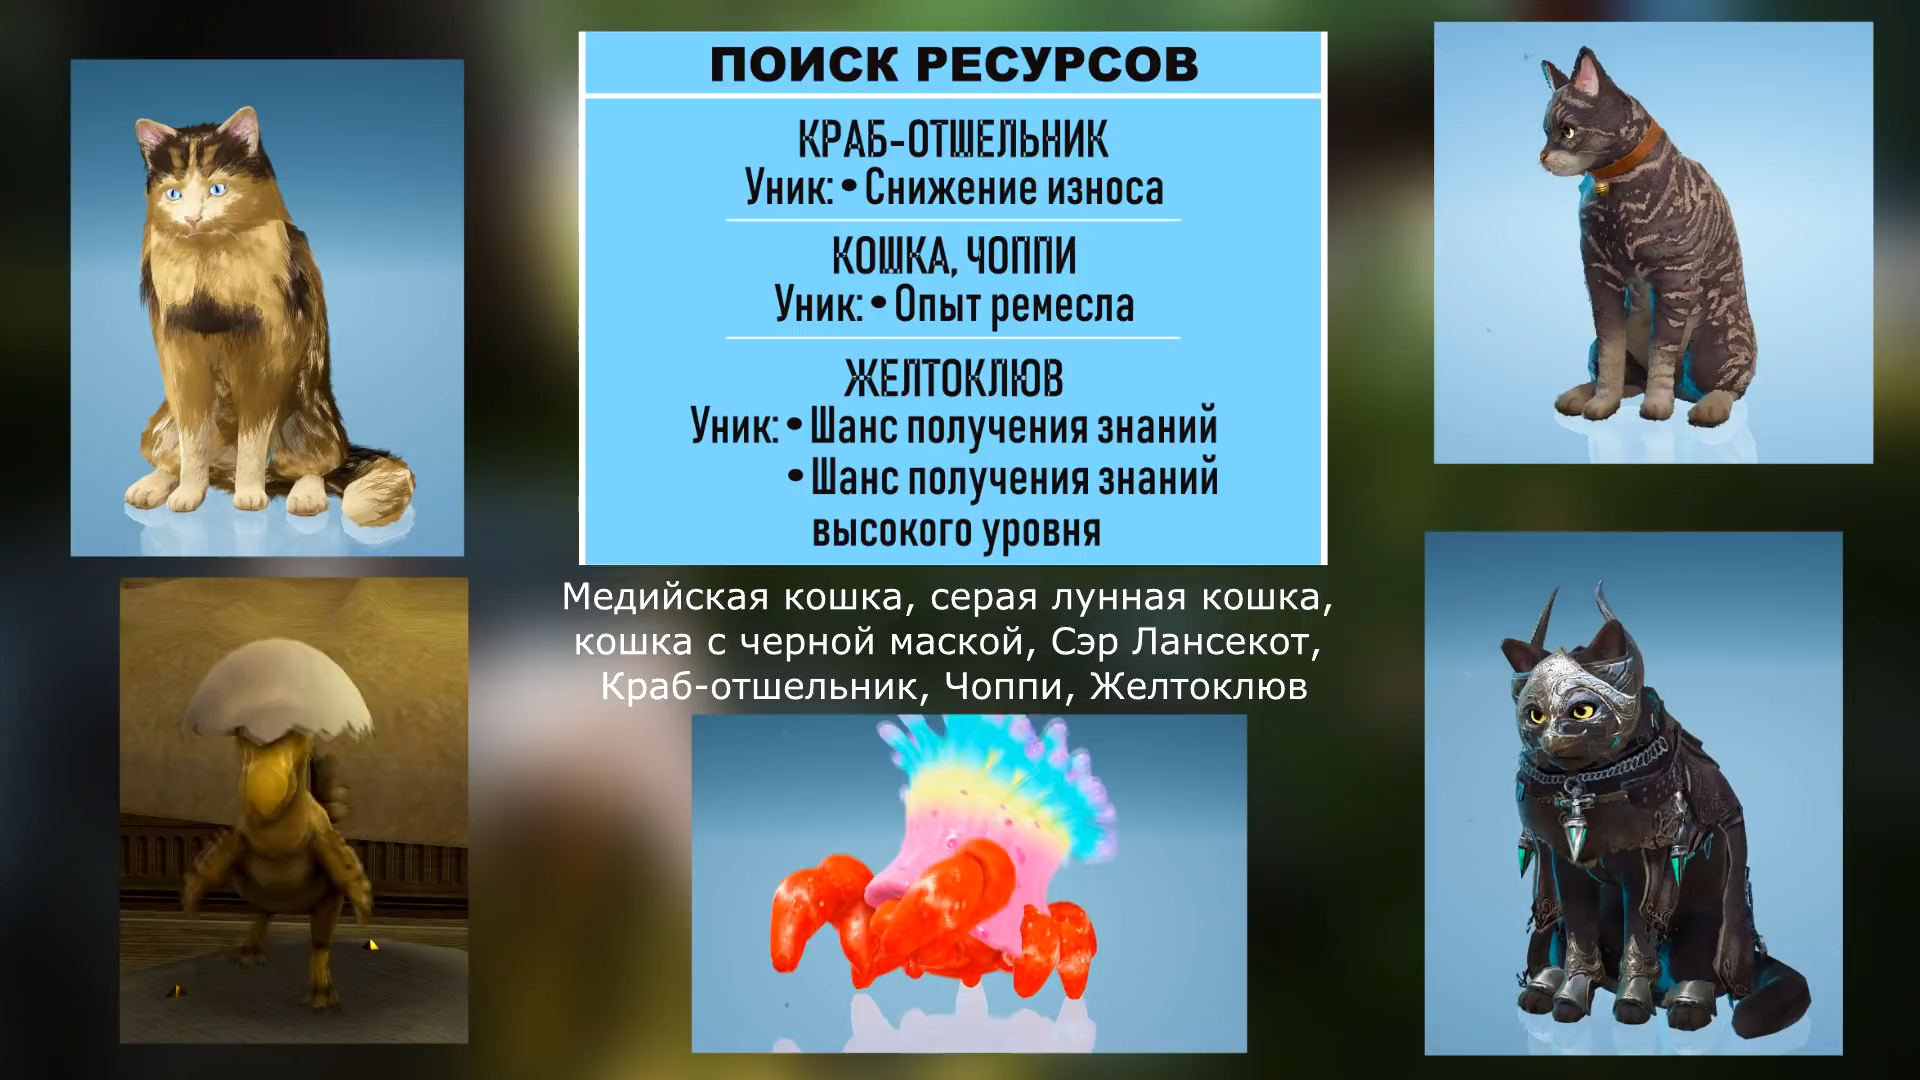 ПОИСК РЕСУРСОВ
КРАБ-ОТШЕЛЬНИК
Уник: • Снижение износа
КОШКА, ЧОППИ
Уник: • Опыт ремесла
ЖЕЛТОКЛЮВ
Уник: • Шанс получения знаний
• Шанс получения знаний
высокого уровня
Медийская кошка, серая лунная кошка,
кошка с черной маской, Сэр Лансекот,
Краб-отшельник, Чоппи, Желтоклюв